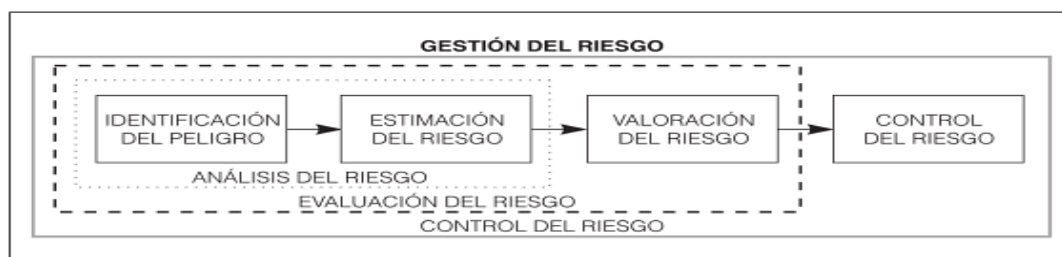 GESTIÓN DEL RIESGO
IDENTIFICACIÓN
DEL PELIGRO
ESTIMACIÓN
DEL RIESGO
VALORACIÓN
DEL RIESGO
CONTROL
DEL RIESGO
ANÁLISIS DEL RIESGO
EVALUACIÓN DEL RIESGO
CONTROL DEL RIESGO